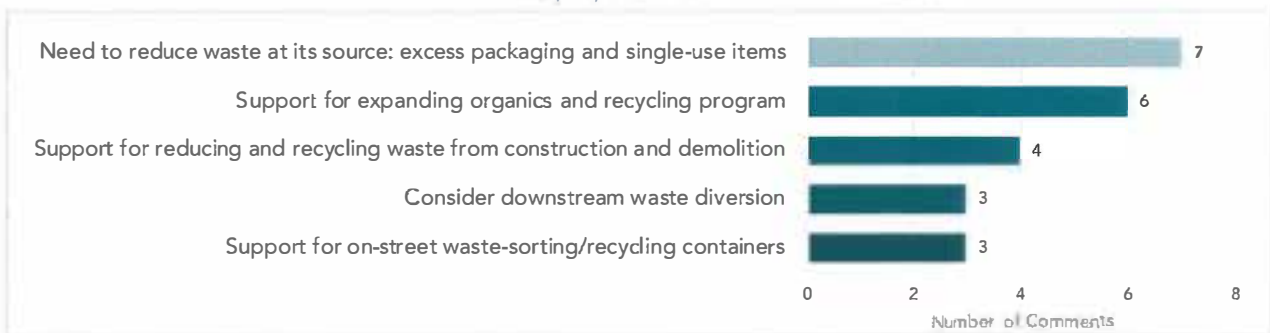 Need to reduce waste at its source: excess packaging and single-use items 7
Support for expanding organics and recycling program 6
Support for reducing and recycling waste from construction and demolition 4
Consider downstream waste diversion 3
Support for on-street waste-sorting/recycling containers 3
0 2 4 6 8
Number of Comments